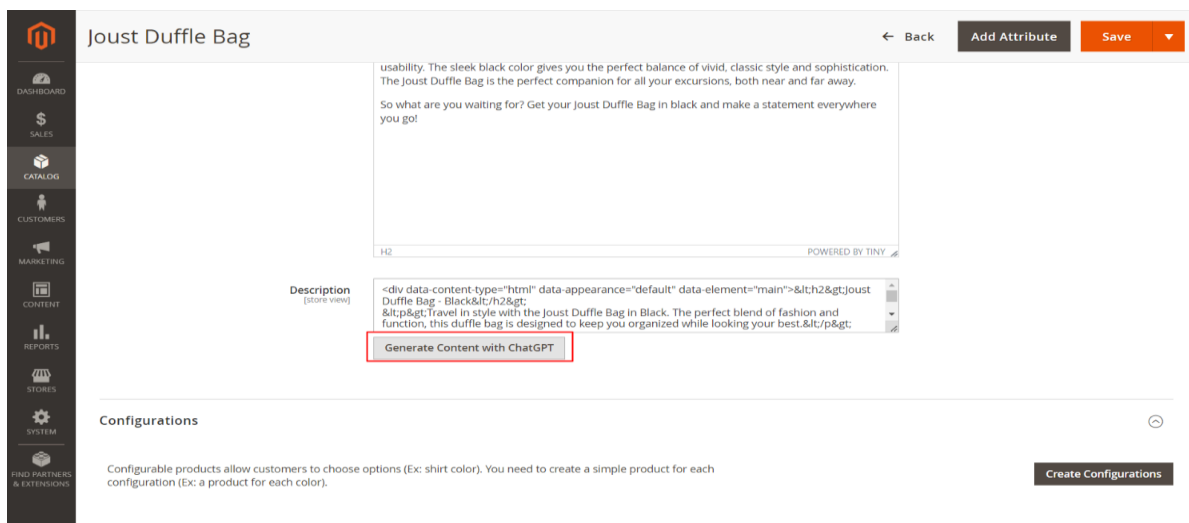 Joust Duffle Bag
← Back
Add Attribute
Save
DASHBOARD
SALES
CATALOG
CUSTOMERS
MARKETING
CONTENT
REPORTS
STORES
SYSTEM
FIND PARTNERS
& EXTENSIONS
usability. The sleek black color gives you the perfect balance of vivid, classic style and sophistication.
The Joust Duffle Bag is the perfect companion for all your excursions, both near and far away.
So what are you waiting for? Get your Joust Duffle Bag in black and make a statement everywhere
you go!
H2
POWERED BY TINY
Description
[store view]
<div data-content-type="html" data-appearance="default" data-element="main">&lt;h2&gt;Joust
Duffle Bag - Black&lt;/h2&gt;
&lt;p&gt;Travel in style with the Joust Duffle Bag in Black. The perfect blend of fashion and
function, this duffle bag is designed to keep you organized while looking your best.&lt;/p&gt;
Generate Content with ChatGPT
Configurations
Configurable products allow customers to choose options (Ex: shirt color). You need to create a simple product for each
configuration (Ex: a product for each color).
Create Configurations